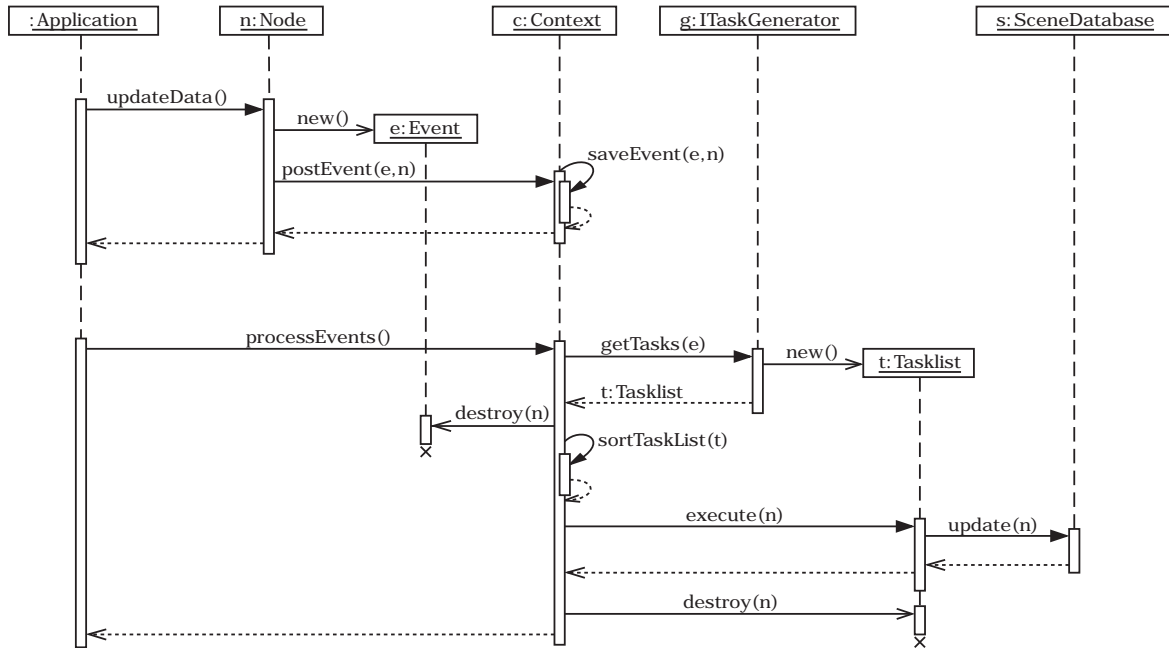 :Application
n:Node
c:Context
g:ITaskGenerator
s:SceneDatabase
updateData()
new()
e:Event
saveEvent(e,n)
postEvent(e,n)
processEvents()
getTasks(e)
new()
t:Tasklist
t:Tasklist
destroy(n)
sortTaskList(t)
execute(n)
update(n)
destroy(n)